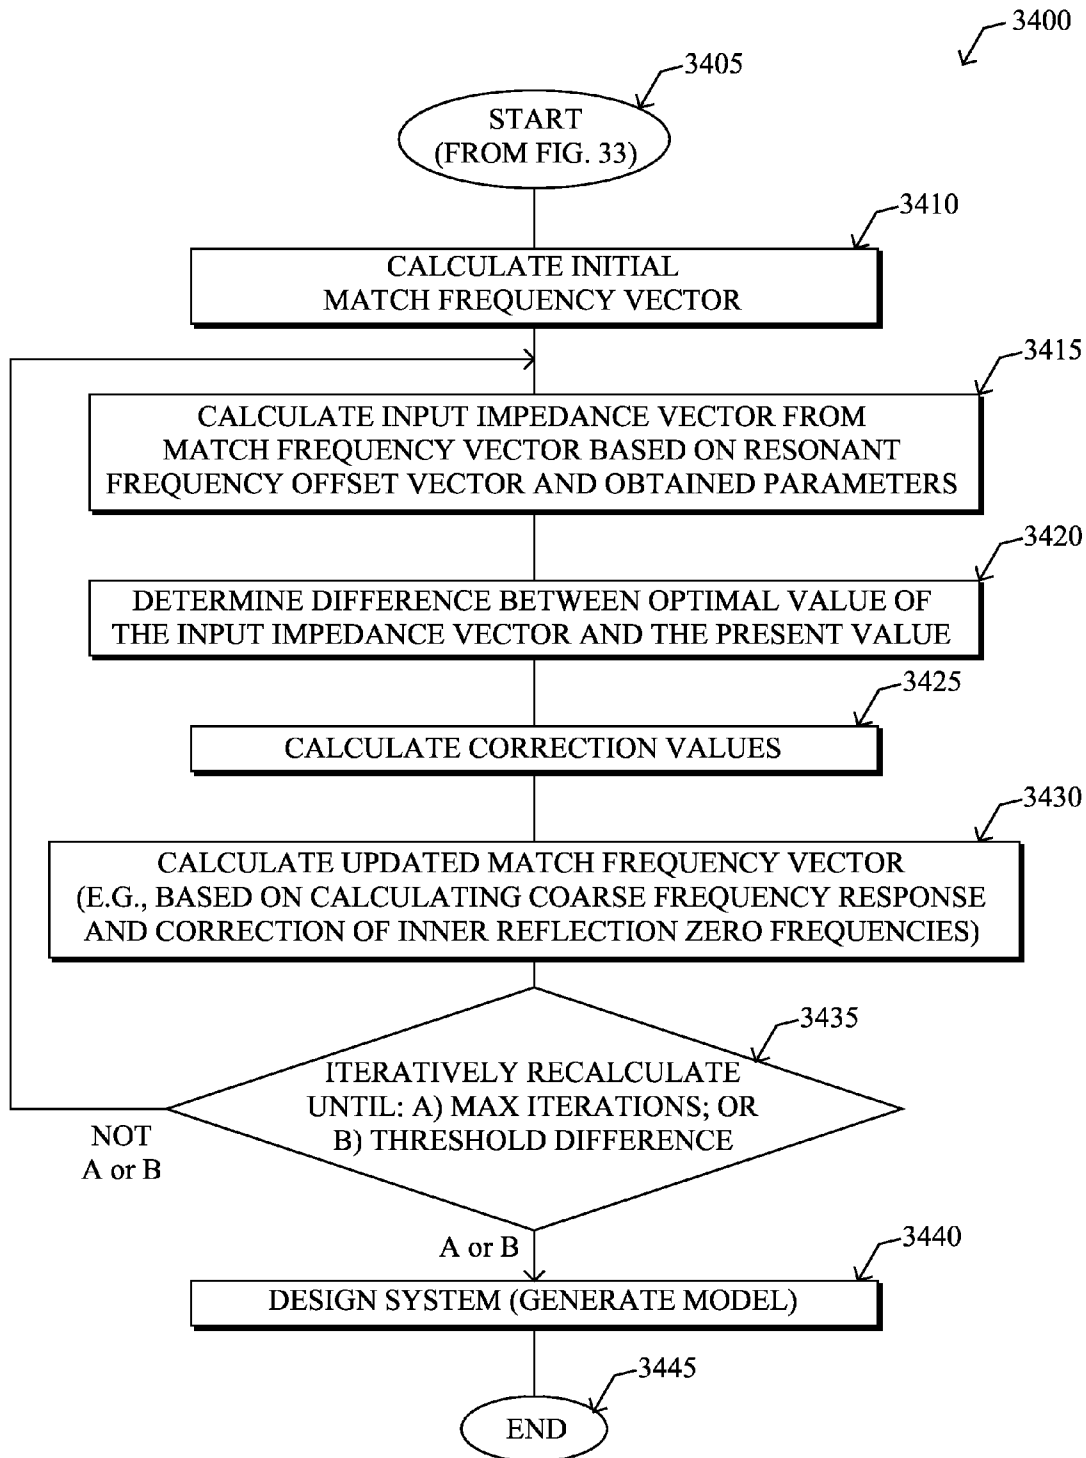 3400
3405
START
(FROM FIG. 33)
3410
CALCULATE INITIAL
MATCH FREQUENCY VECTOR
3415
CALCULATE INPUT IMPEDANCE VECTOR FROM
MATCH FREQUENCY VECTOR BASED ON RESONANT
FREQUENCY OFFSET VECTOR AND OBTAINED PARAMETERS
3420
DETERMINE DIFFERENCE BETWEEN OPTIMAL VALUE OF
THE INPUT IMPEDANCE VECTOR AND THE PRESENT VALUE
3425
CALCULATE CORRECTION VALUES
3430
CALCULATE UPDATED MATCH FREQUENCY VECTOR
(E.G., BASED ON CALCULATING COARSE FREQUENCY RESPONSE
AND CORRECTION OF INNER REFLECTION ZERO FREQUENCIES)
3435
ITERATIVELY RECALCULATE
UNTIL: A) MAX ITERATIONS; OR
B) THRESHOLD DIFFERENCE
NOT
A or B
A or B
3440
DESIGN SYSTEM (GENERATE MODEL)
3445
END